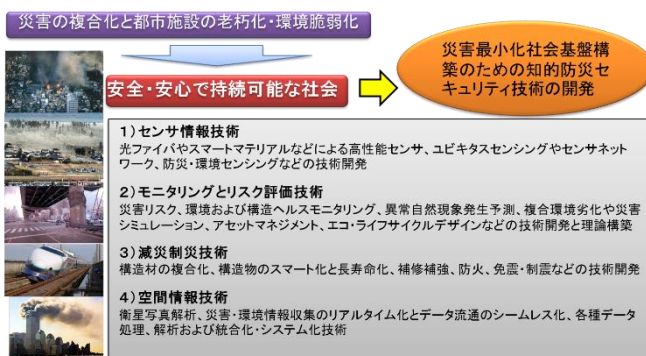 災害の複合化と都市施設の老朽化・環境脆弱化
安全・安心で持続可能な社会
災害最小化社会基盤構
築のための知的防災セ
キュリティ技術の開発
1)センサ情報技術
光ファイバやスマートマテリアルなどによる高性能センサ、ユビキタスセンシングやセンサネット
ワーク、防災・環境センシングなどの技術開発
2)モニタリングとリスク評価技術
災害リスク、環境および構造ヘルスモニタリング、異常自然現象発生予測、複合環境劣化や災害
シミュレーション、アセットマネジメント、エコ・ライフサイクルデザインなどの技術開発と理論構築
3)減災制災技術
構造材の複合化、構造物のスマート化と長寿命化、補修補強、防火、免震・制震などの技術開発
4)空間情報技術
衛星写真解析、災害・環境情報収集のリアルタイム化とデータ流通のシームレス化、各種データ
処理、解析および統合化・システム化技術